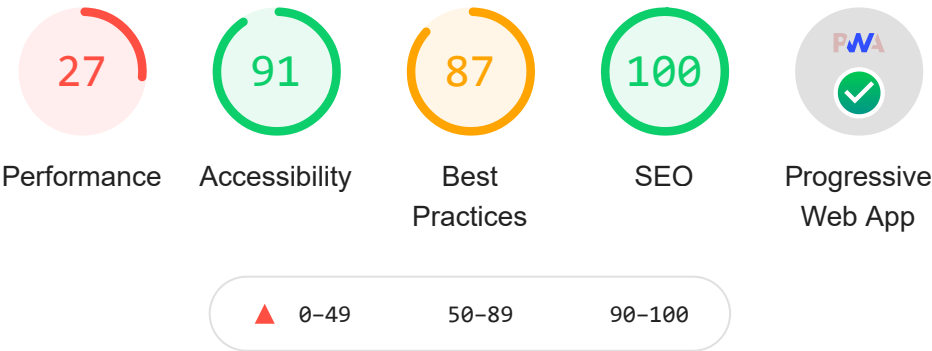 27
91
87
100
PWA
Performance
Accessibility
Best
Practices
SEO
Progressive
Web App
0–49
50–89
90–100